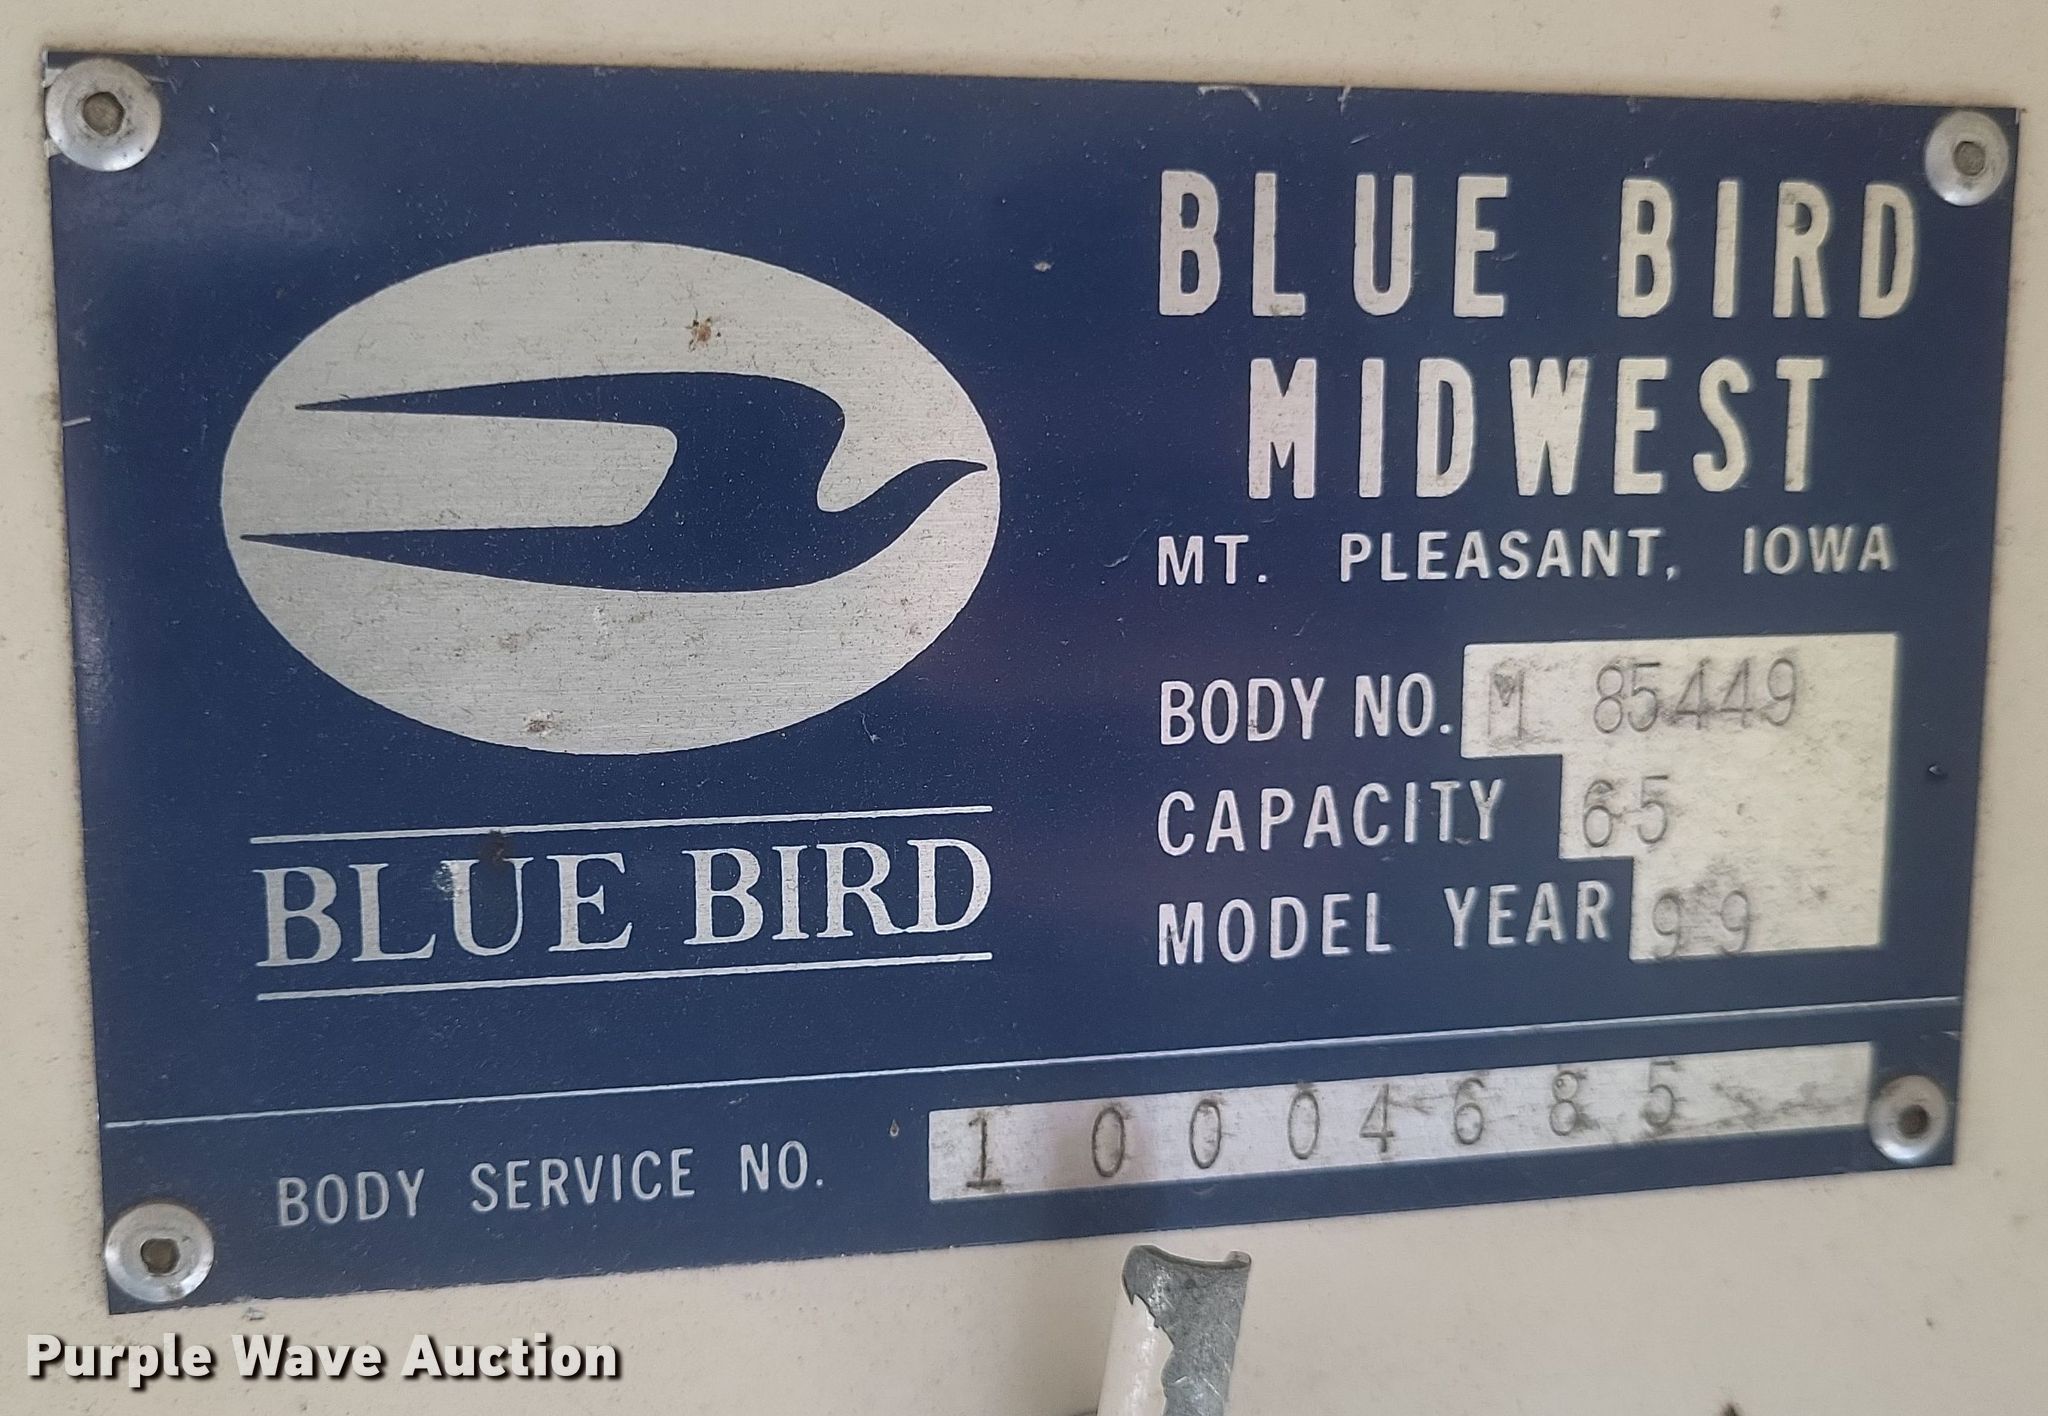 BLUE BIRD
MIDWEST
MT. PLEASANT, IOWA
BODY NO. M 85449
CAPACITY 65
MODEL YEAR 99
BLUE BIRD
BODY SERVICE NO. 10004685
Purple Wave Auction